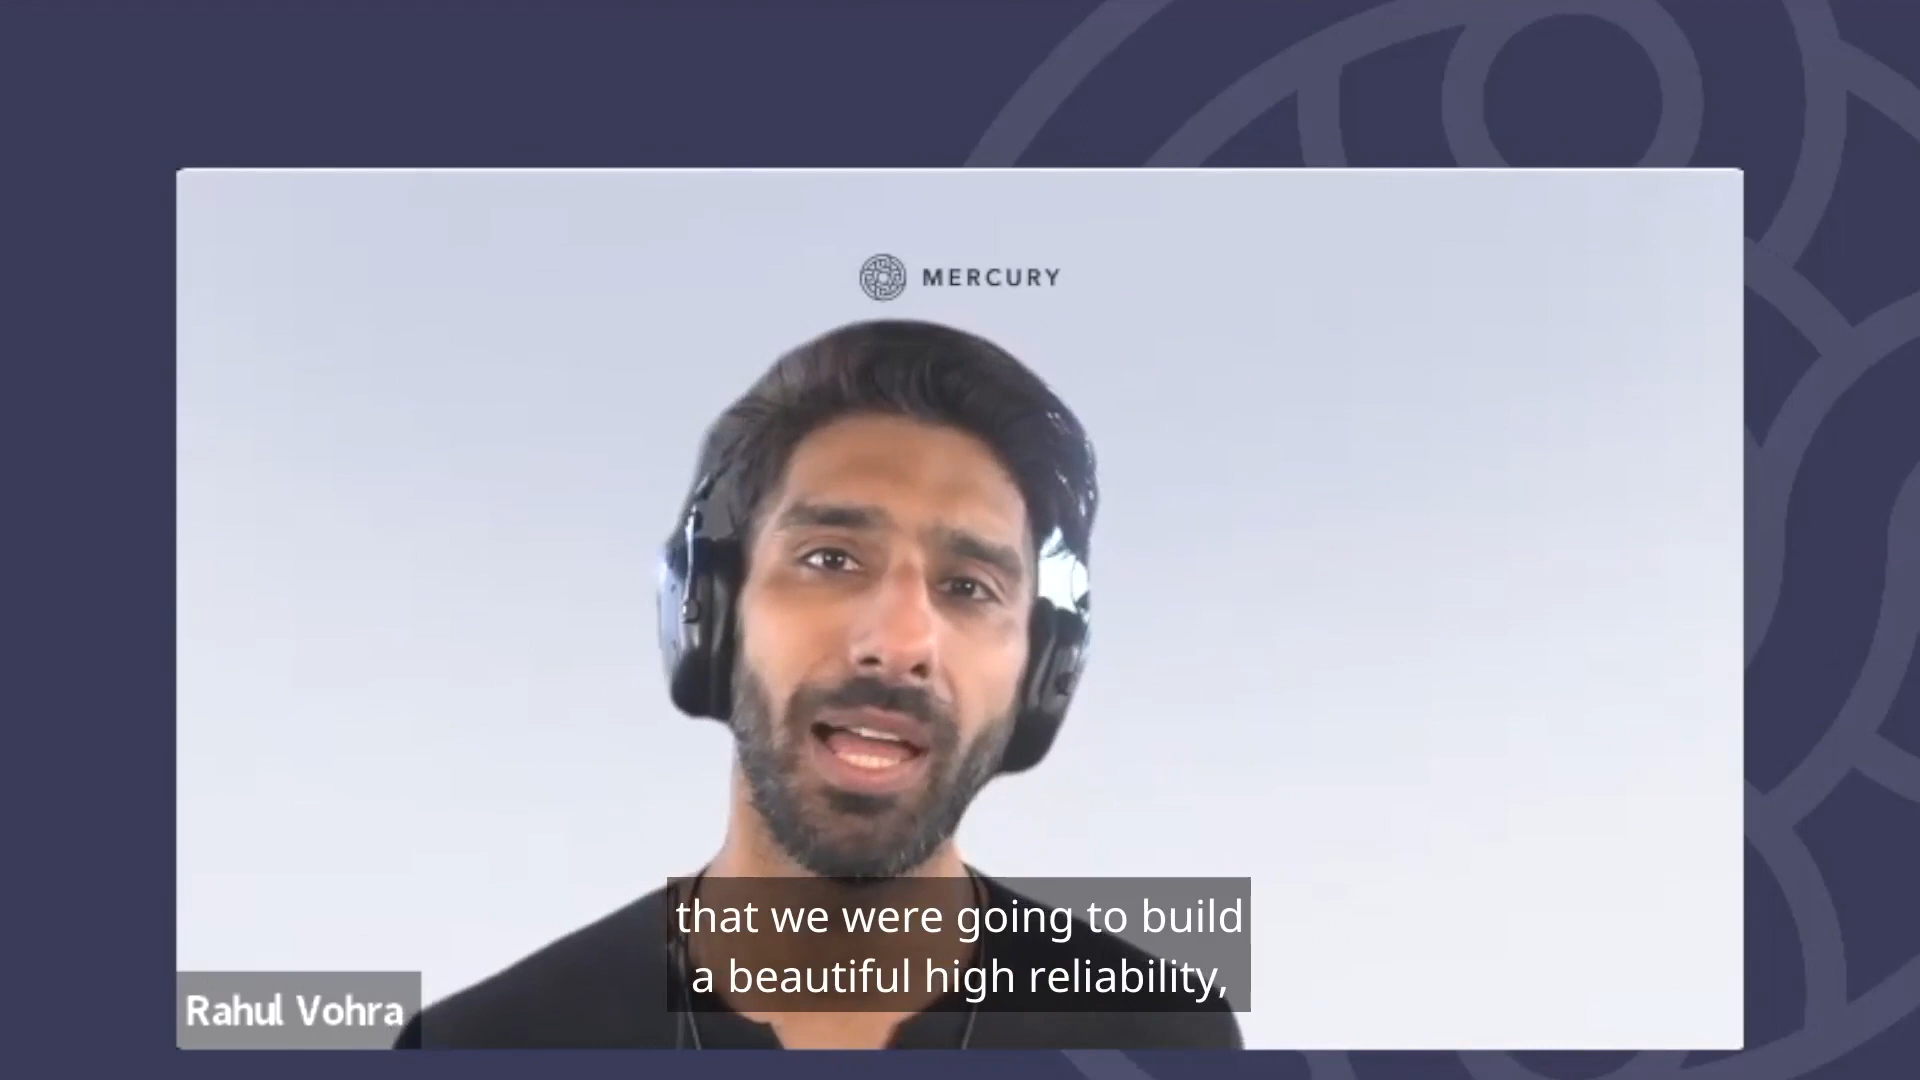 MERCURY
that we were going to build
a beautiful high reliability,
Rahul Vohra